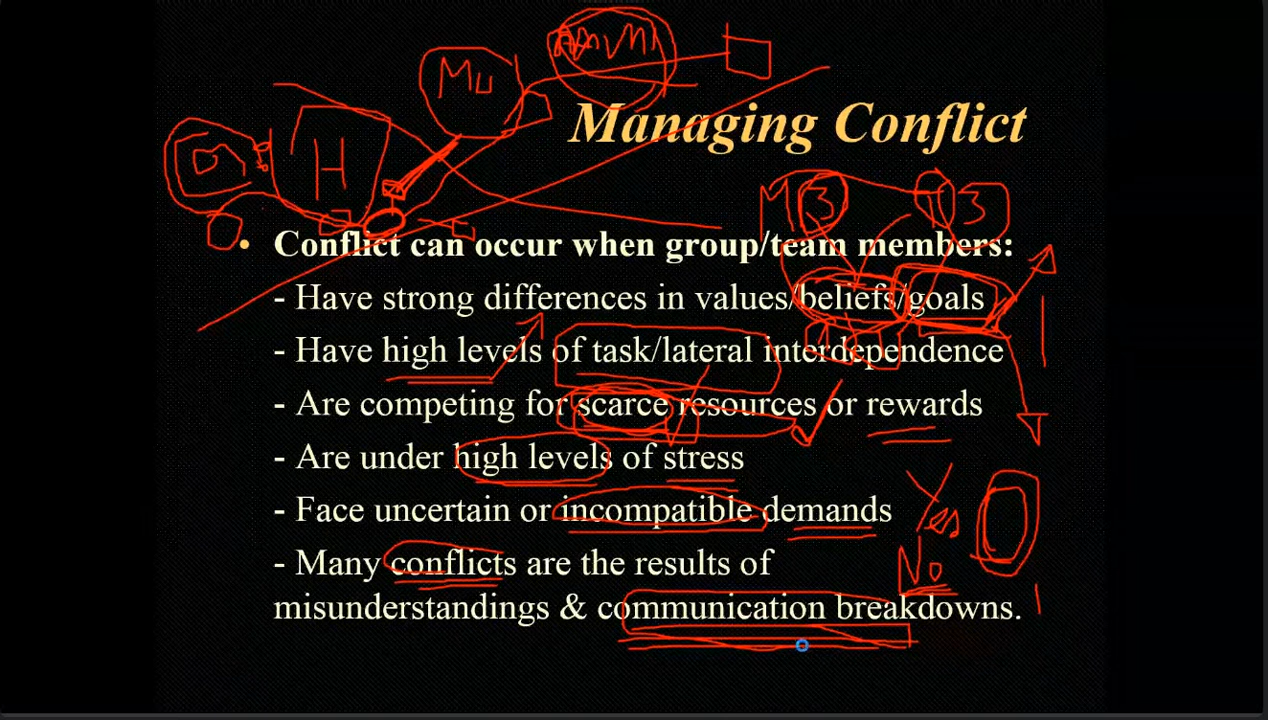 Mu
Managing Conflict
H
M 3
3
• Conflict can occur when group/team members:
- Have strong differences in values/beliefs/goals
- Have high levels of task/lateral interdependence
- Are competing for scarce resources or rewards
- Are under high levels of stress
- Face uncertain or incompatible demands
Yes
- Many conflicts are the results of
No
misunderstandings & communication breakdowns.